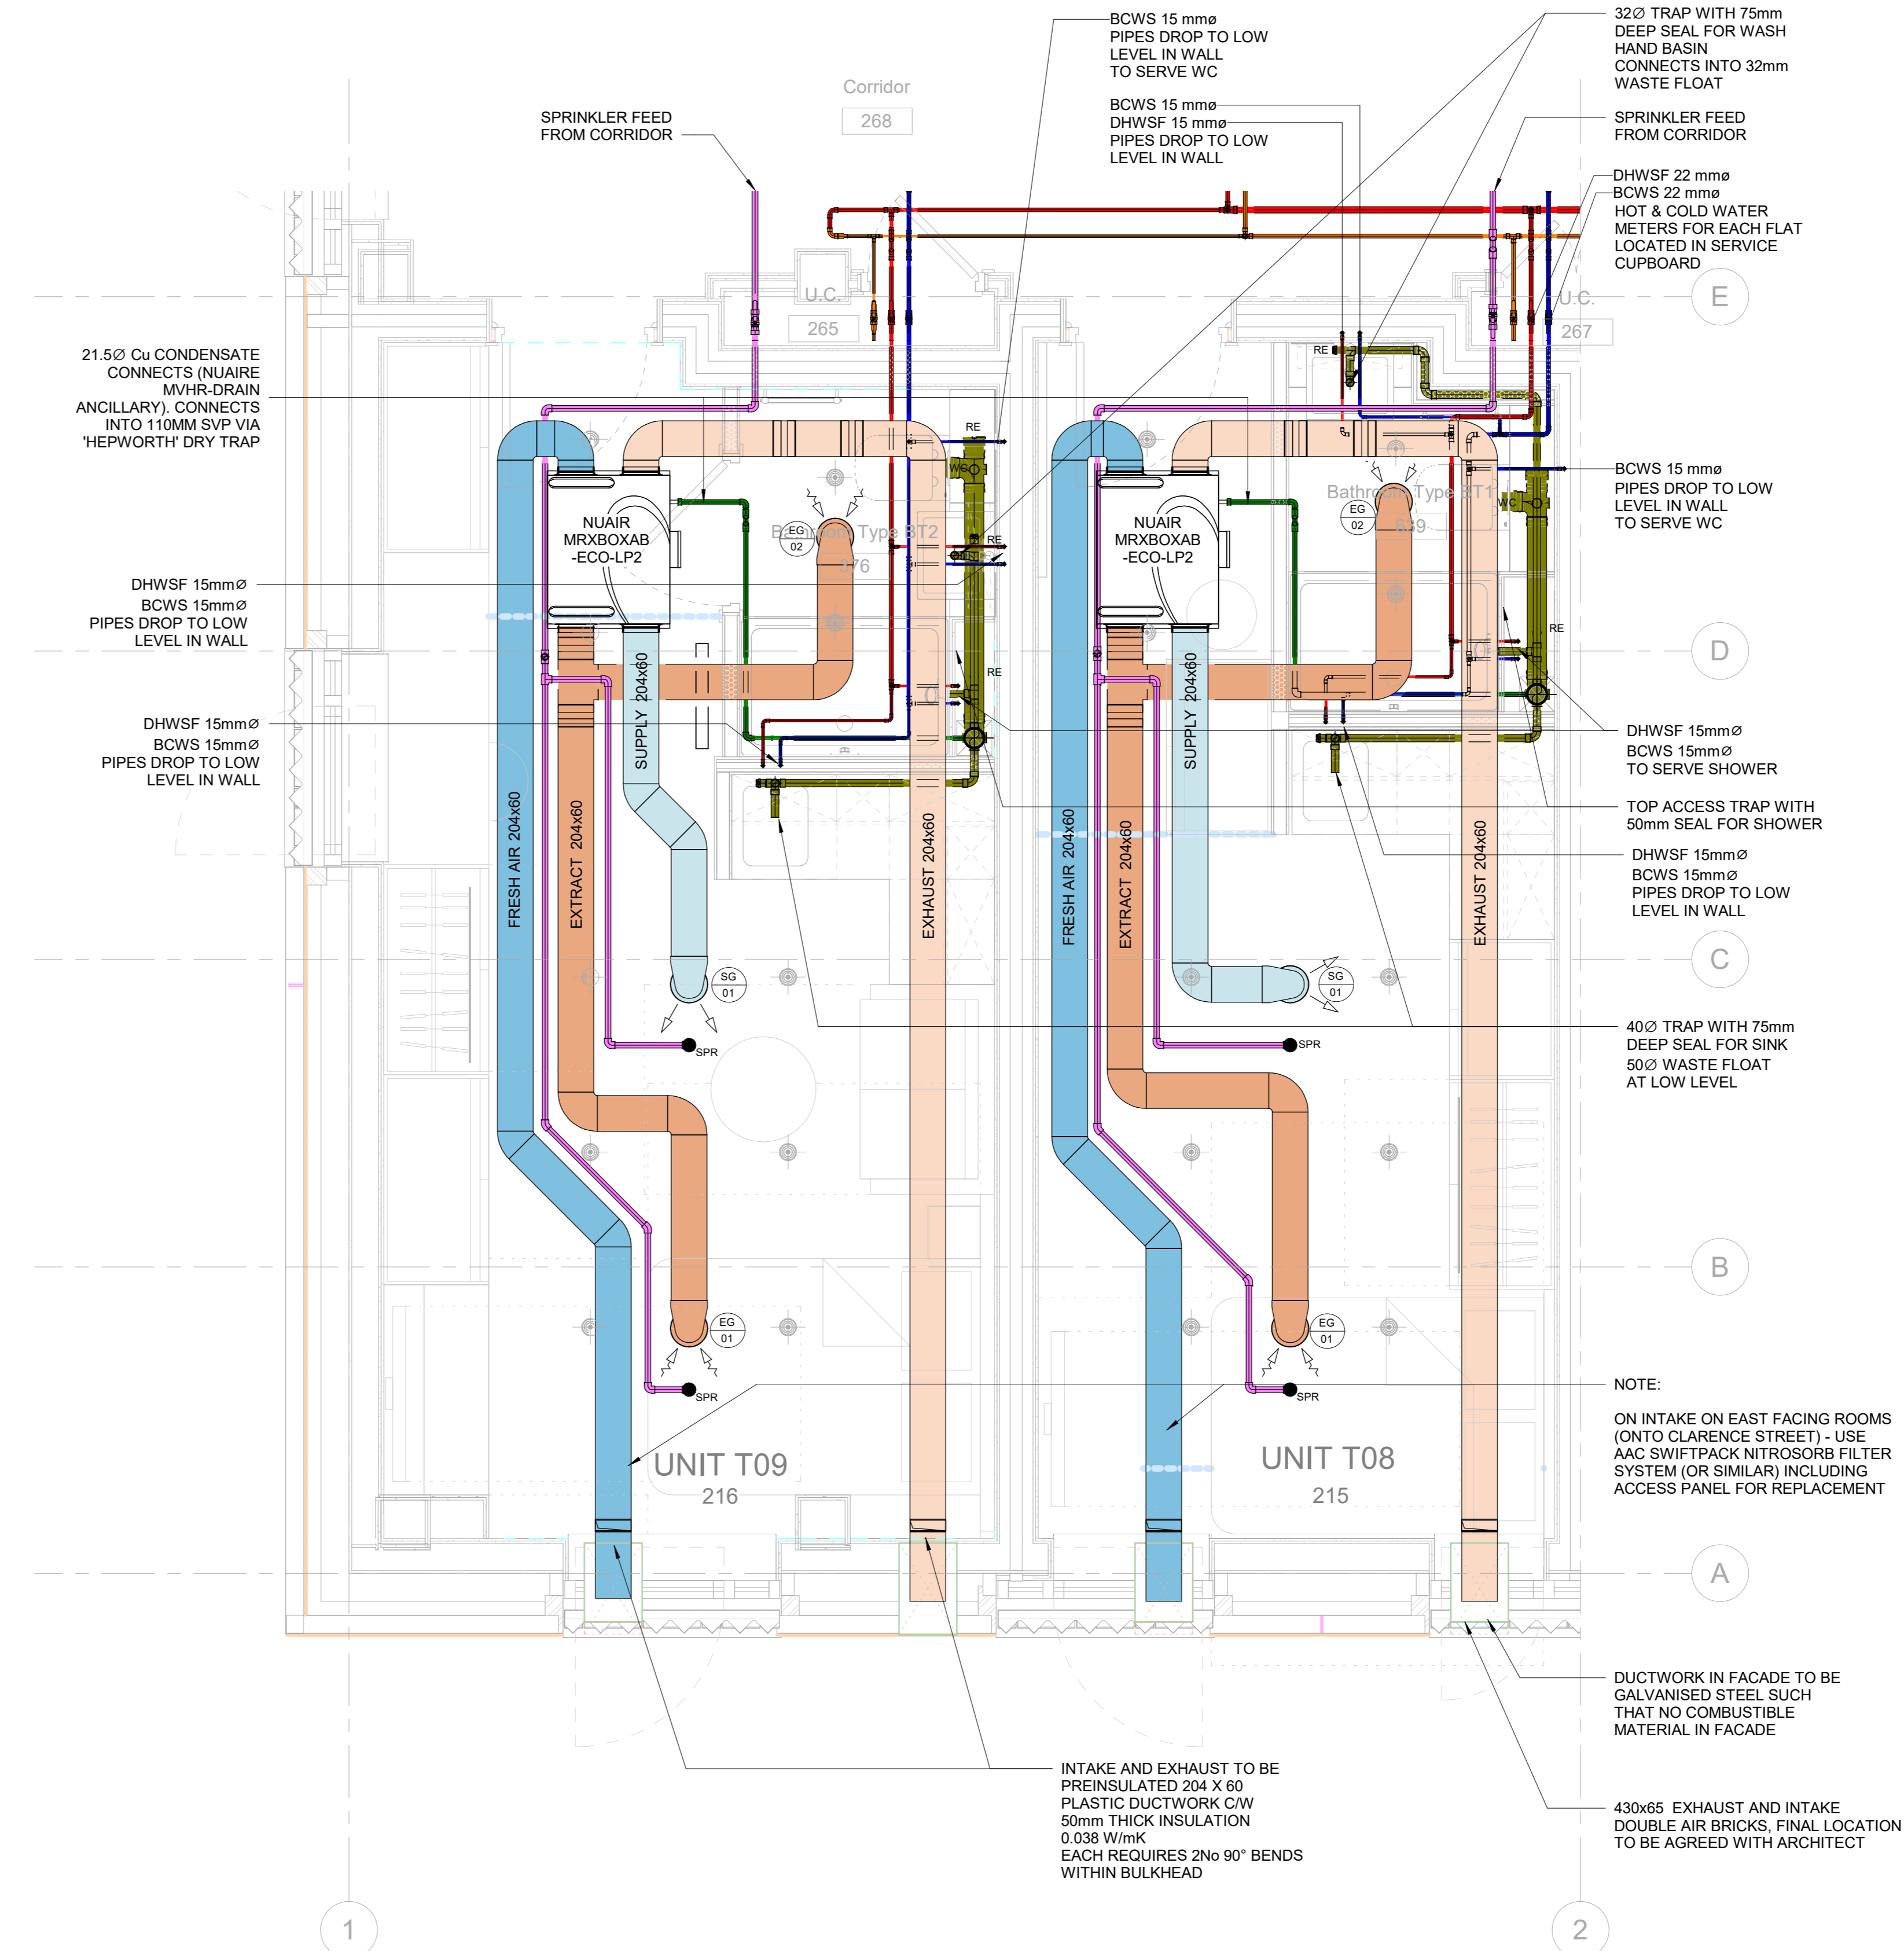 BCWS 15 mmø
PIPES DROP TO LOW
LEVEL IN WALL
TO SERVE WC
32Ø TRAP WITH 75mm
DEEP SEAL FOR WASH
HAND BASIN
CONNECTS INTO 32mm
WASTE FLOAT
Corridor
268
SPRINKLER FEED
FROM CORRIDOR
BCWS 15 mmø
DHWSF 15 mmø
PIPES DROP TO LOW
LEVEL IN WALL
SPRINKLER FEED
FROM CORRIDOR
DHWSF 22 mmø
BCWS 22 mmø
HOT & COLD WATER
METERS FOR EACH FLAT
LOCATED IN SERVICE
CUPBOARD
E
U.C.
265
U.C.
267
21.5Ø Cu CONDENSATE
CONNECTS (NUAIRE
MVHR-DRAIN
ANCILLARY). CONNECTS
INTO 110MM SVP VIA
'HEPWORTH' DRY TRAP
RE
RE
WC
WC
BCWS 15 mmø
PIPES DROP TO LOW
LEVEL IN WALL
TO SERVE WC
NUAIR
MRXBOXAB
-ECO-LP2
EG
02
Bathroom Type BT2
376
RE
NUAIR
MRXBOXAB
-ECO-LP2
EG
02
Bathroom Type BT1
639
DHWSF 15mmØ
BCWS 15mmØ
PIPES DROP TO LOW
LEVEL IN WALL
RE
RE
D
SUPPLY 204x60
SUPPLY 204x60
DHWSF 15mmØ
BCWS 15mmØ
PIPES DROP TO LOW
LEVEL IN WALL
DHWSF 15mmØ
BCWS 15mmØ
TO SERVE SHOWER
TOP ACCESS TRAP WITH
50mm SEAL FOR SHOWER
DHWSF 15mmØ
BCWS 15mmØ
PIPES DROP TO LOW
LEVEL IN WALL
FRESH AIR 204x60
EXTRACT 204x60
EXHAUST 204x60
FRESH AIR 204x60
EXTRACT 204x60
EXHAUST 204x60
C
SG
01
SG
01
SPR
SPR
40Ø TRAP WITH 75mm
DEEP SEAL FOR SINK
50Ø WASTE FLOAT
AT LOW LEVEL
B
EG
01
EG
01
SPR
SPR
NOTE:
ON INTAKE ON EAST FACING ROOMS
(ONTO CLARENCE STREET) - USE
AAC SWIFTPACK NITROSORB FILTER
SYSTEM (OR SIMILAR) INCLUDING
ACCESS PANEL FOR REPLACEMENT
UNIT T09
216
UNIT T08
215
A
DUCTWORK IN FACADE TO BE
GALVANISED STEEL SUCH
THAT NO COMBUSTIBLE
MATERIAL IN FACADE
INTAKE AND EXHAUST TO BE
PREINSULATED 204 X 60
PLASTIC DUCTWORK C/W
50mm THICK INSULATION
0.038 W/mK
EACH REQUIRES 2No 90° BENDS
WITHIN BULKHEAD
430x65 EXHAUST AND INTAKE
DOUBLE AIR BRICKS, FINAL LOCATION
TO BE AGREED WITH ARCHITECT
1
2